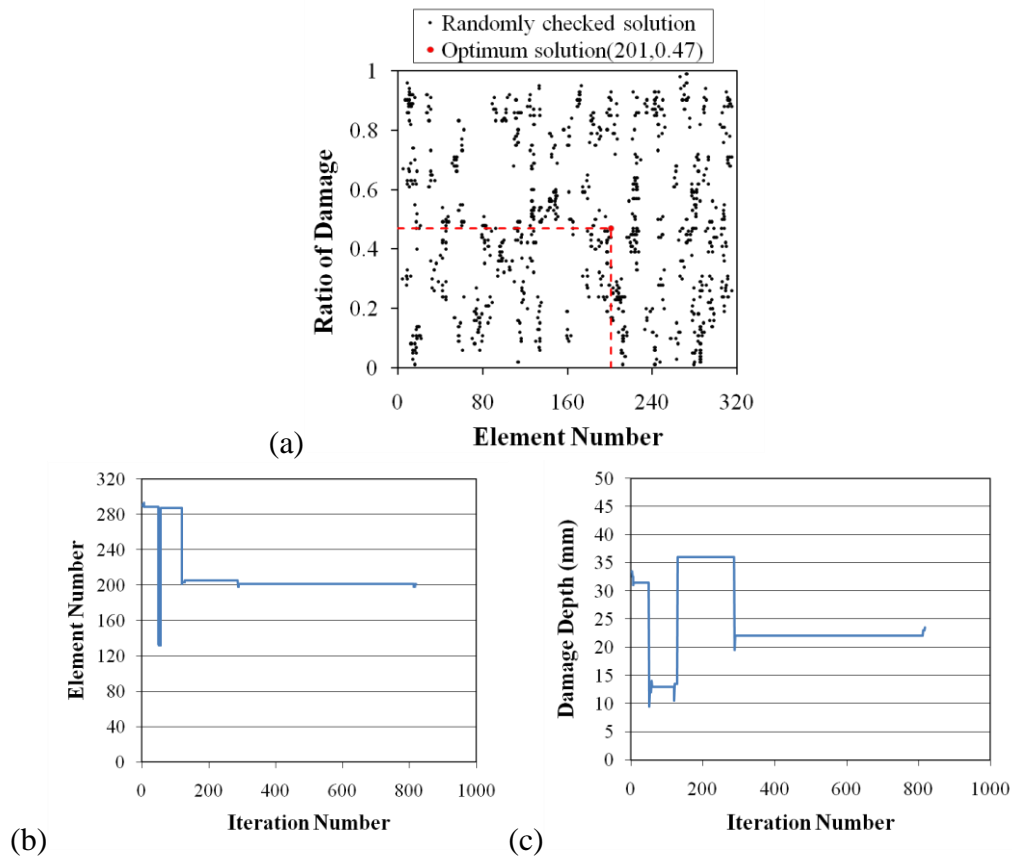 · Randomly checked solution
• Optimum solution(201,0.47)
1
0.8
0.6
0.4
0.2
0
Ratio of Damage
0 80 160 240 320
Element Number
(a)
320
280
240
200
160
120
80
40
0
Element Number
0 200 400 600 800 1000
Iteration Number
(b)
50
45
40
35
30
25
20
15
10
5
0
Damage Depth (mm)
0 200 400 600 800 1000
Iteration Number
(c)